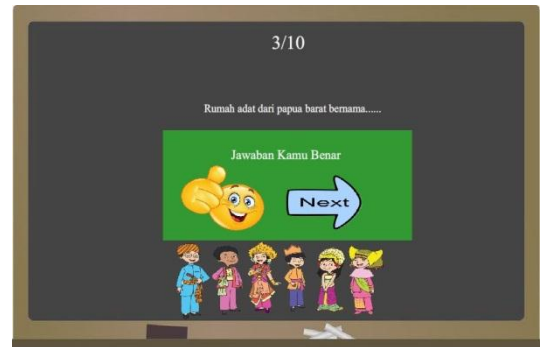 3/10
Rumah adat dari papua barat bernama......
Jawaban Kamu Benar
Next